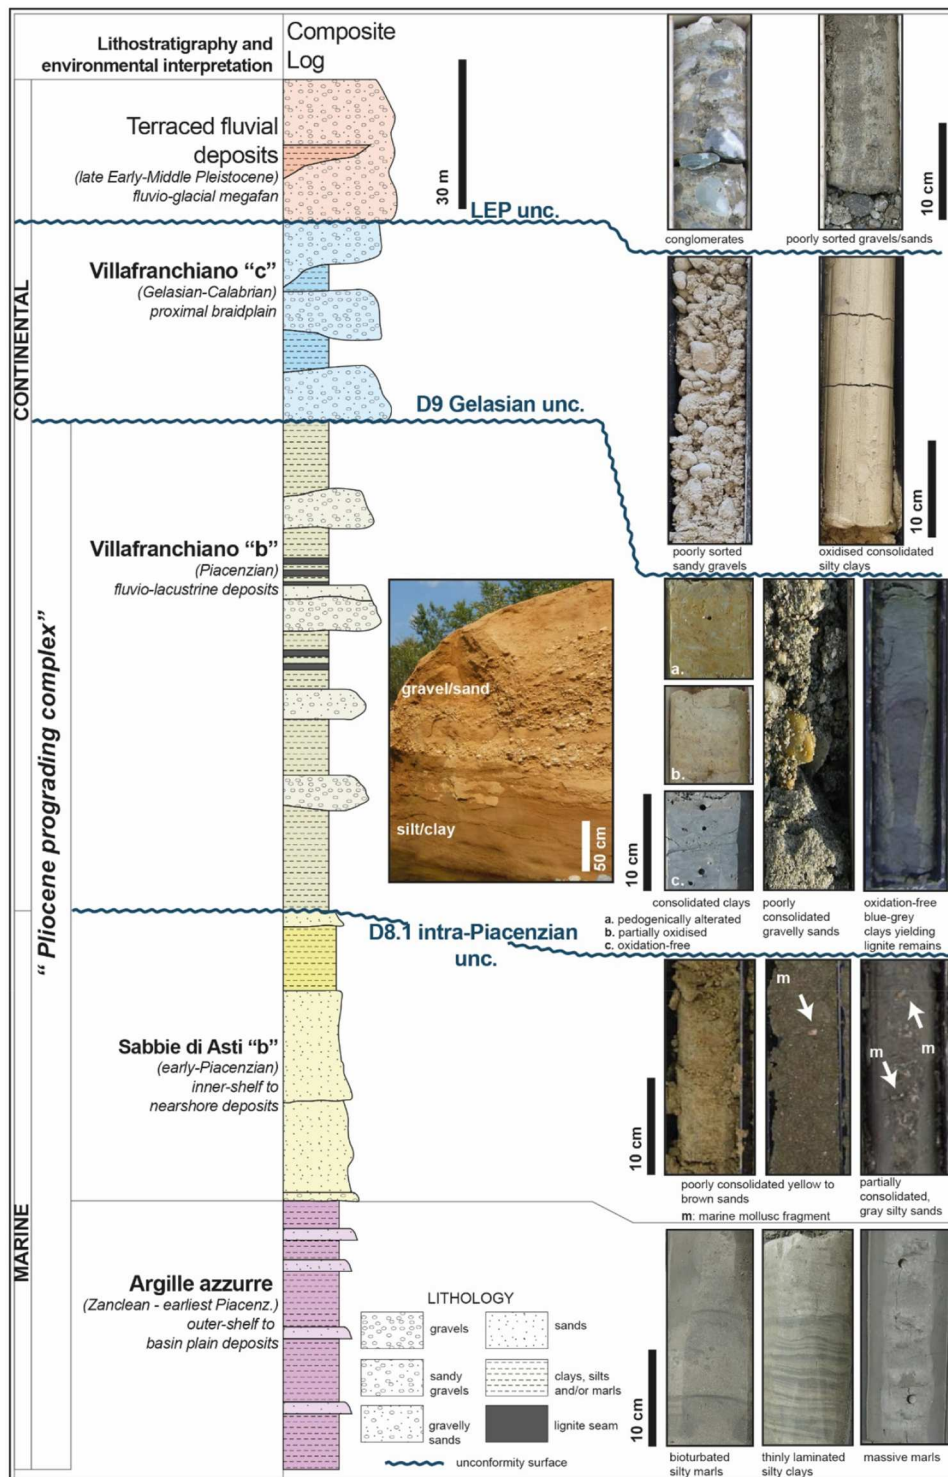 Lithostratigraphy and
environmental interpretation
Composite
Log
Terraced fluvial
deposits
(late Early-Middle Pleistocene)
fluvio-glacial megafan
30 m
10 cm
LEP unc.
conglomerates
poorly sorted gravels/sands
CONTINENTAL
Villafranchiano “c”
(Gelasian-Calabrian)
proximal braidplain
D9 Gelasian unc.
10 cm
poorly sorted
sandy gravels
oxidised consolidated
silty clays
“ Pliocene prograding complex”
Villafranchiano “b”
(Piacenzian)
fluvio-lacustrine deposits
gravel/sand
silt/clay
50 cm
a.
b.
c.
10 cm
consolidated clays
a. pedogenically alterated
b. partially oxidised
c. oxidation-free
poorly
consolidated
gravelly sands
oxidation-free
blue-grey
clays yielding
lignite remains
D8.1 intra-Piacenzian
unc.
MARINE
Sabbie di Asti “b”
(early-Piacenzian)
inner-shelf to
nearshore deposits
m
m
m
10 cm
poorly consolidated yellow to
brown sands
m: marine mollusc fragment
partially
consolidated,
gray silty sands
Argille azzurre
(Zanclean - earliest Piacenz.)
outer-shelf to
basin plain deposits
LITHOLOGY
gravels
sands
sandy
gravels
clays, silts
and/or marls
gravelly
sands
lignite seam
unconformity surface
10 cm
bioturbated
silty marls
thinly laminated
silty clays
massive marls